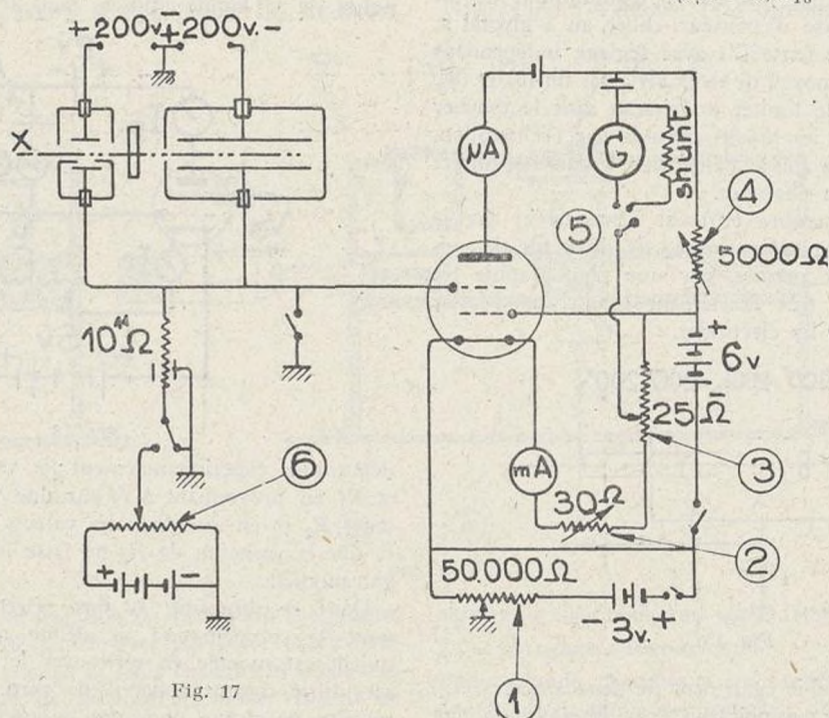 +200v.- +200v.-
X
μA
G
shunt
4
5
5000Ω
10¹¹Ω
+
6v
-
25Ω
3
mA
30Ω
2
6
+ -
50.000Ω
- 3v. +
1
Fig. 17